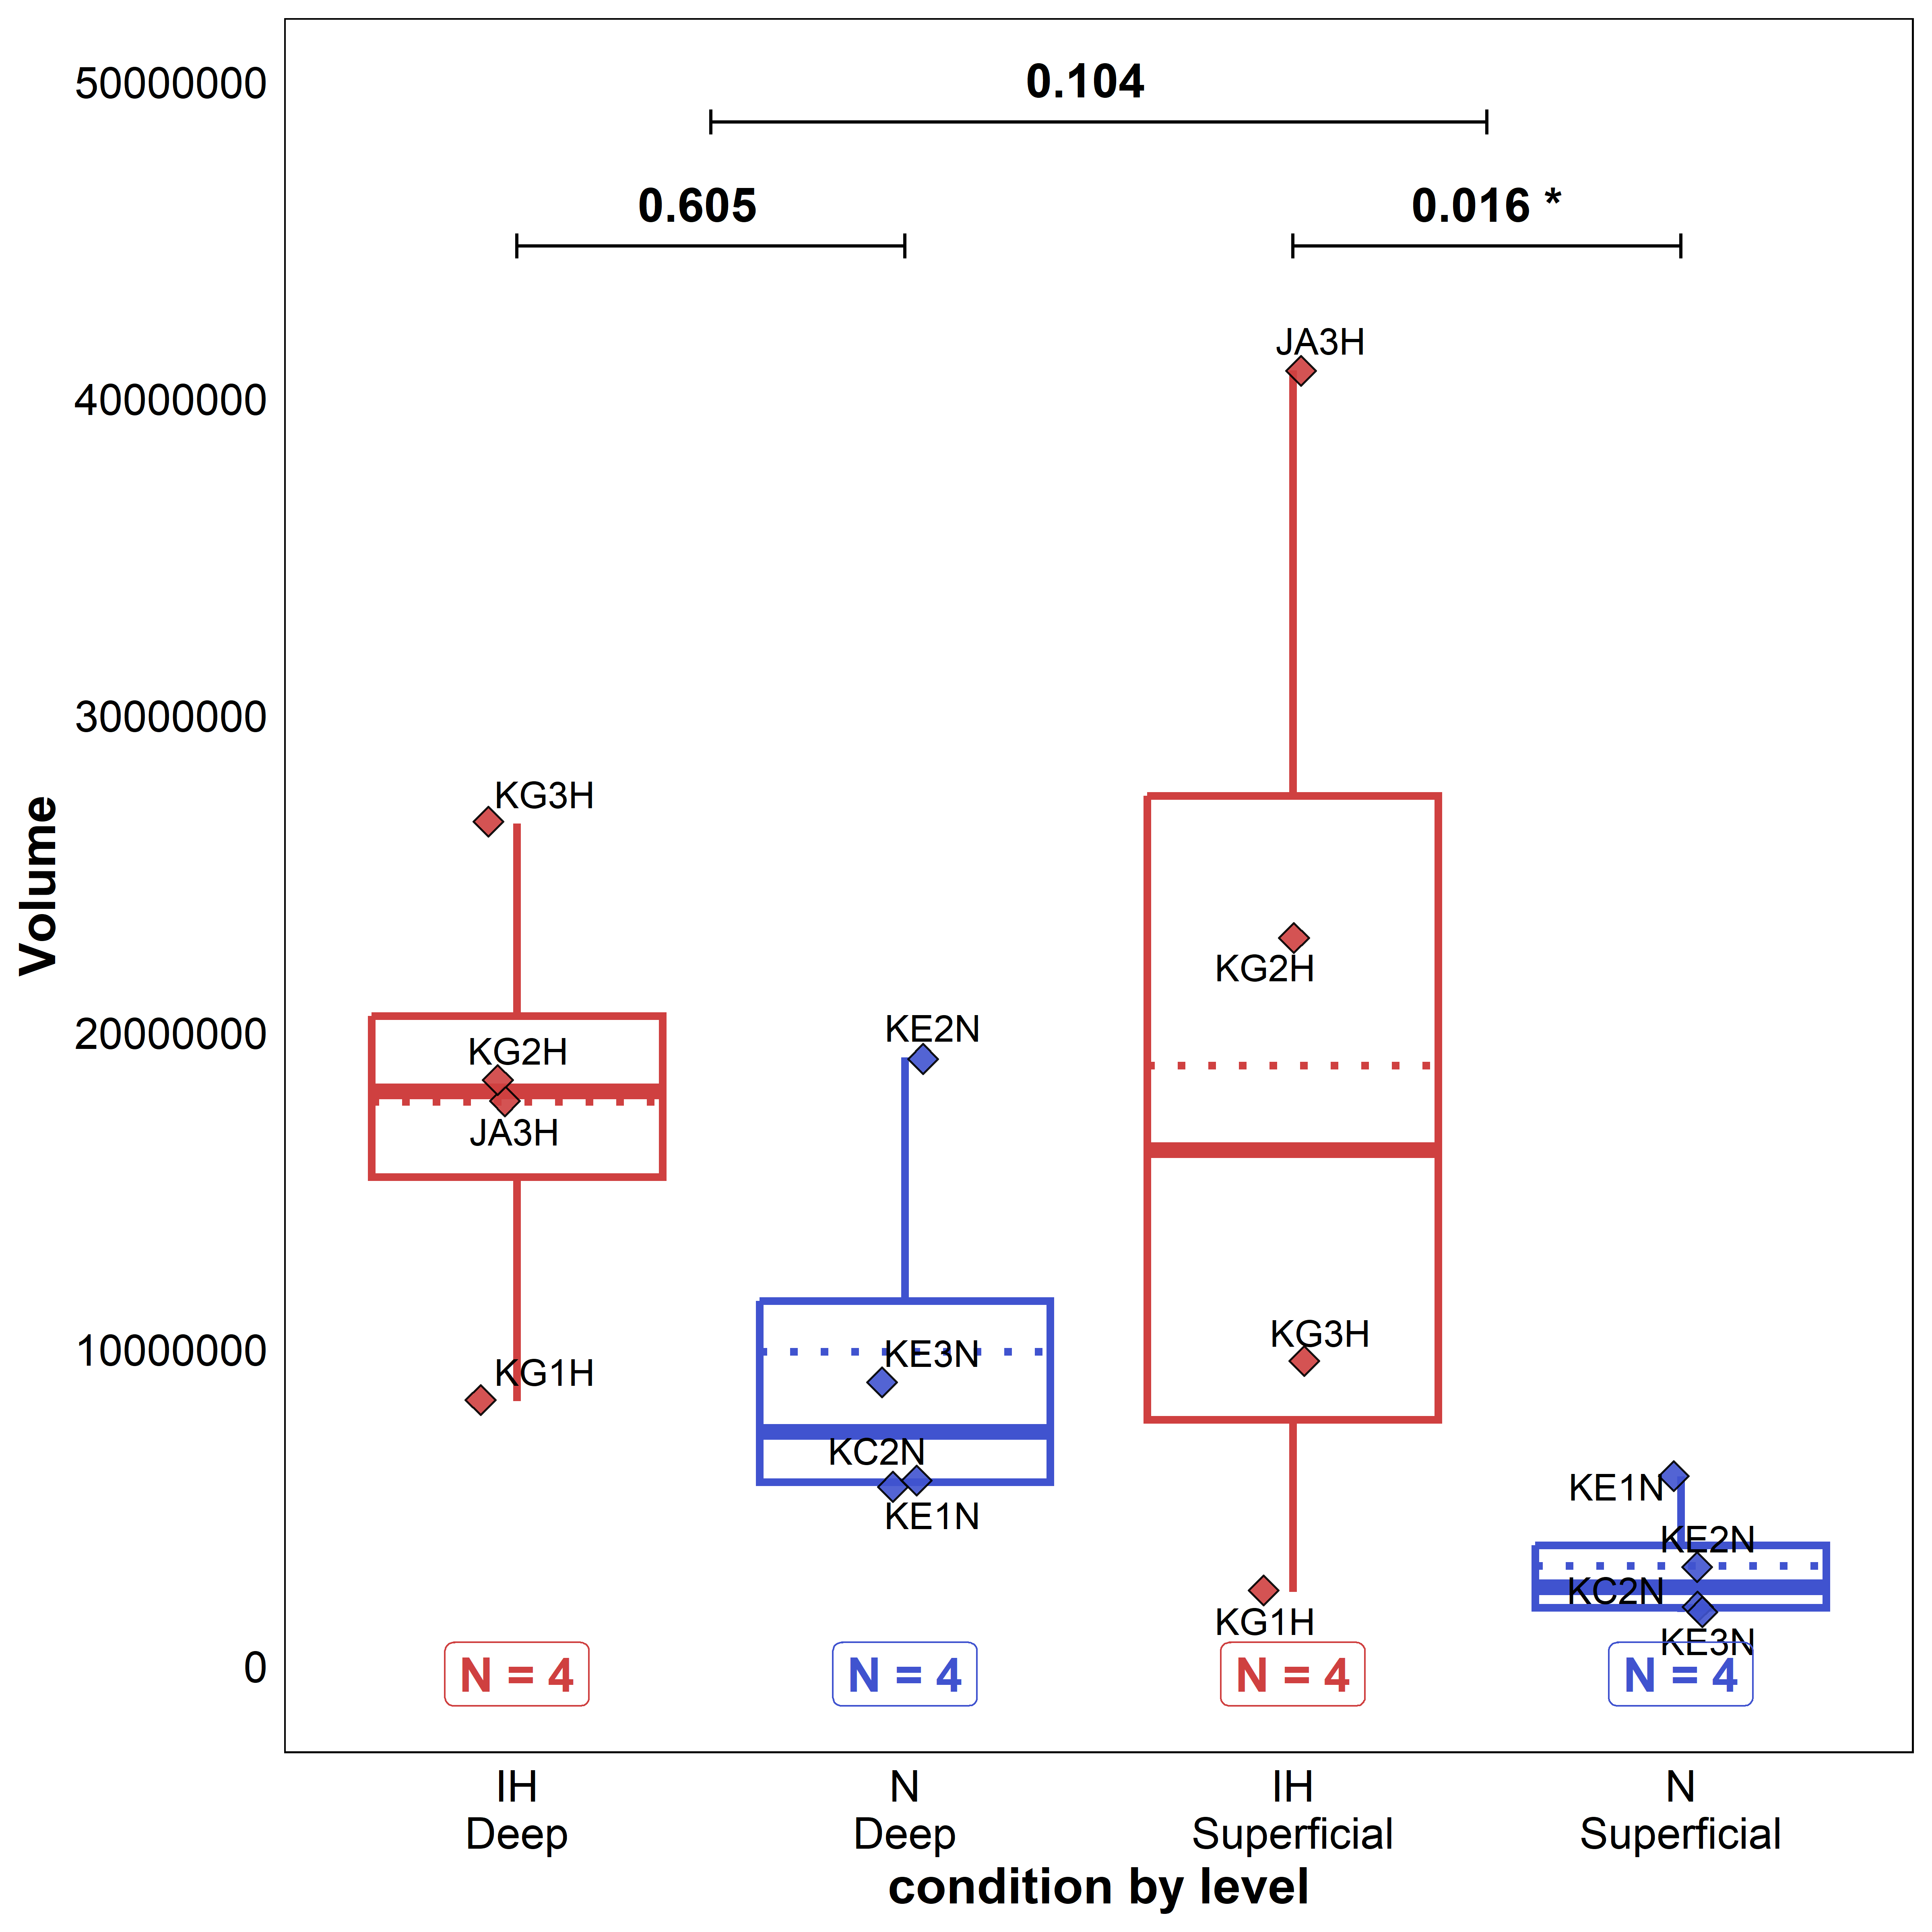 50000000
40000000
30000000
20000000
10000000
0
Volume
0.104
0.605
0.016 *
KG3H
KG2H
JA3H
KG1H
KE2N
KE3N
KC2N
KE1N
JA3H
KG2H
KG3H
KG1H
KE1N
KE2N
KC2N
KE3N
N = 4
N = 4
N = 4
N = 4
IH
Deep
N
Deep
IH
Superficial
N
Superficial
condition by level